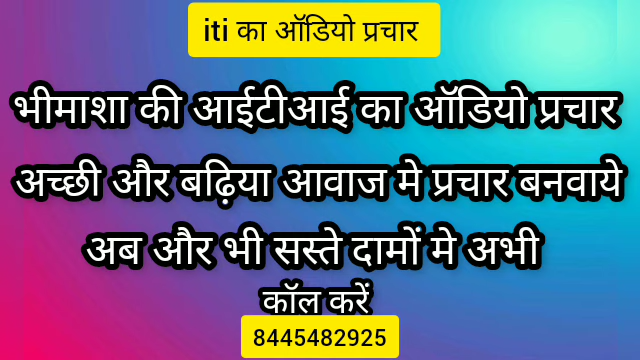 iti का ऑडियो प्रचार
भीमाशा की आईटीआई का ऑडियो प्रचार
अच्छी और बढ़िया आवाज मे प्रचार बनवाये
अब और भी सस्ते दामों मे अभी
कॉल करें
8445482925